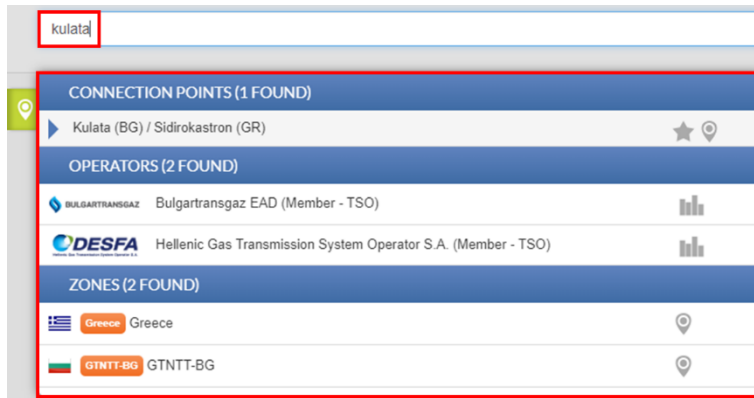 kulata
CONNECTION POINTS (1 FOUND)
Kulata (BG) / Sidirokastron (GR)
OPERATORS (2 FOUND)
BULGARTRANSGAZ Bulgartransgaz EAD (Member - TSO)
DESFA Hellenic Gas Transmission System Operator S.A. (Member - TSO)
ZONES (2 FOUND)
Greece Greece
GTNTT-BG GTNTT-BG